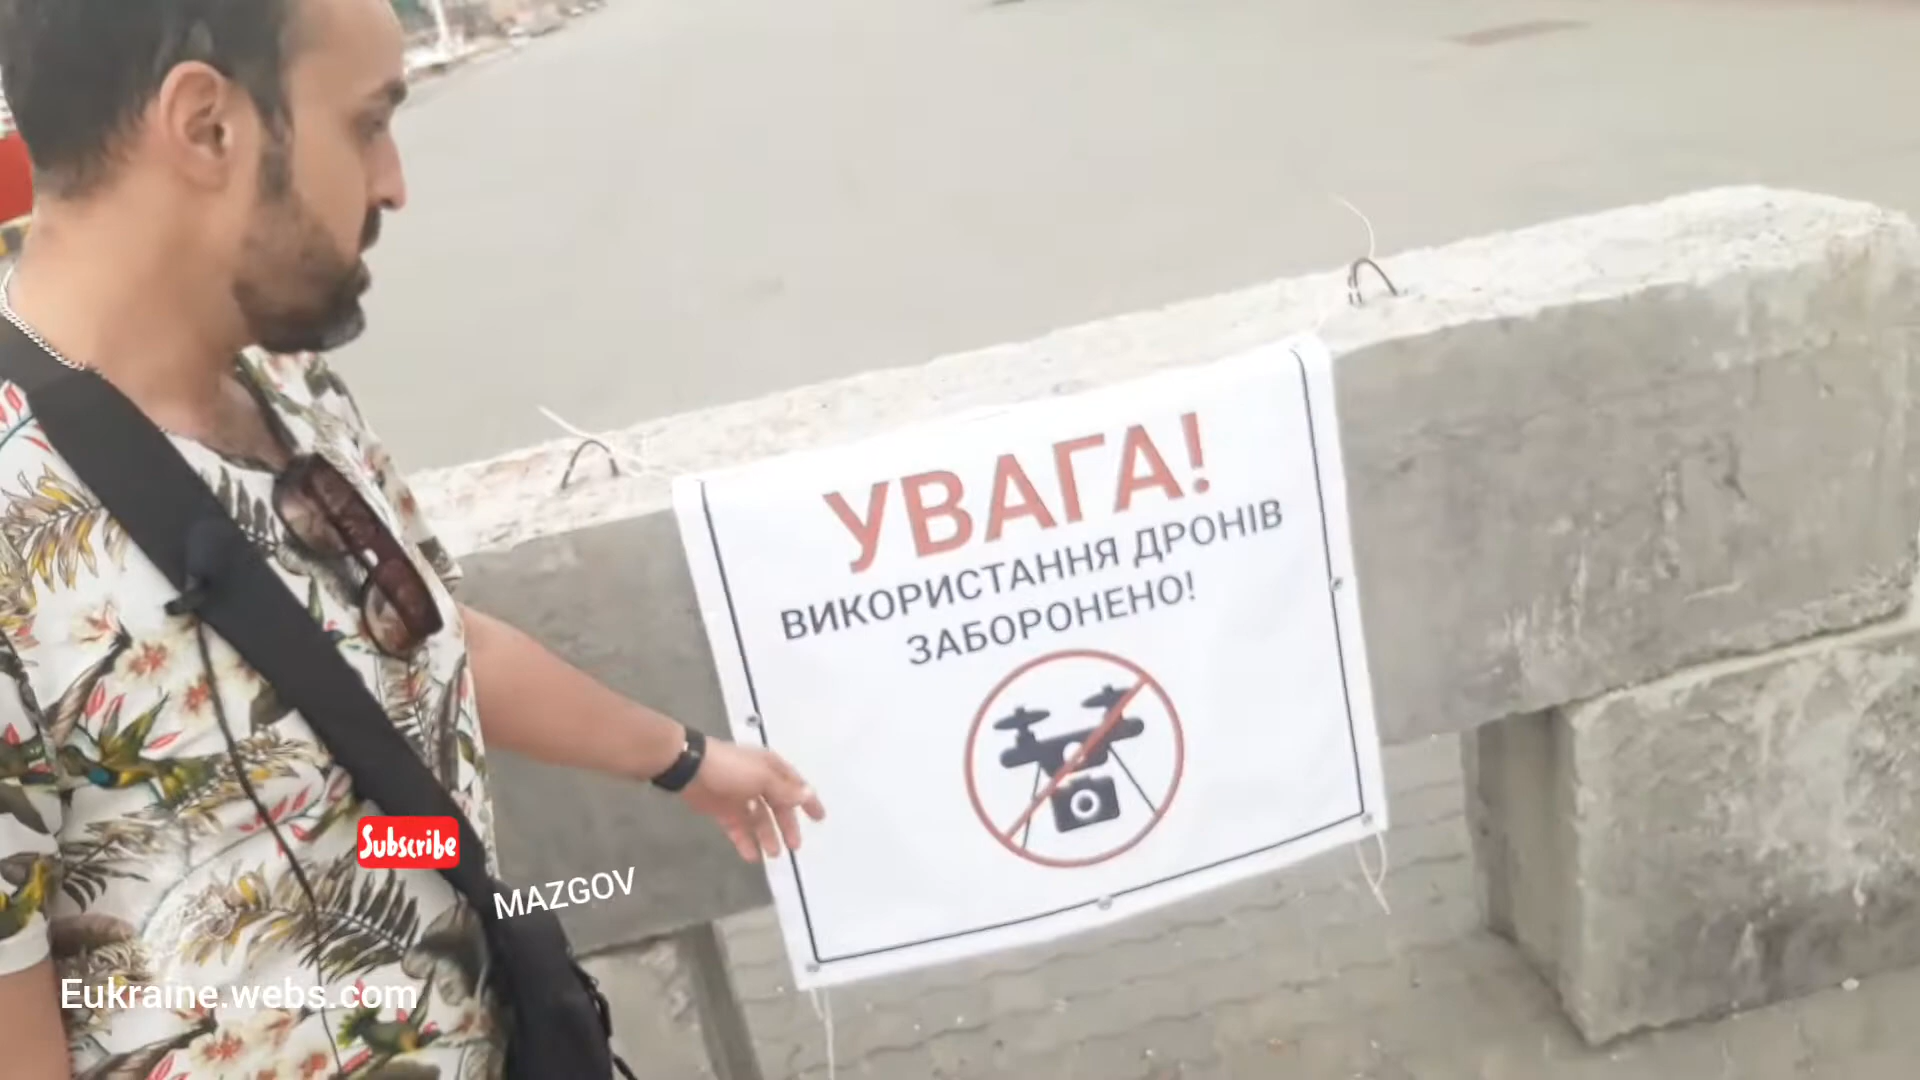 УВАГА!
ВИКОРИСТАННЯ ДРОНІВ
ЗАБОРОНЕНО!
Subscribe
MAZGOV
Eukraine.webs.com